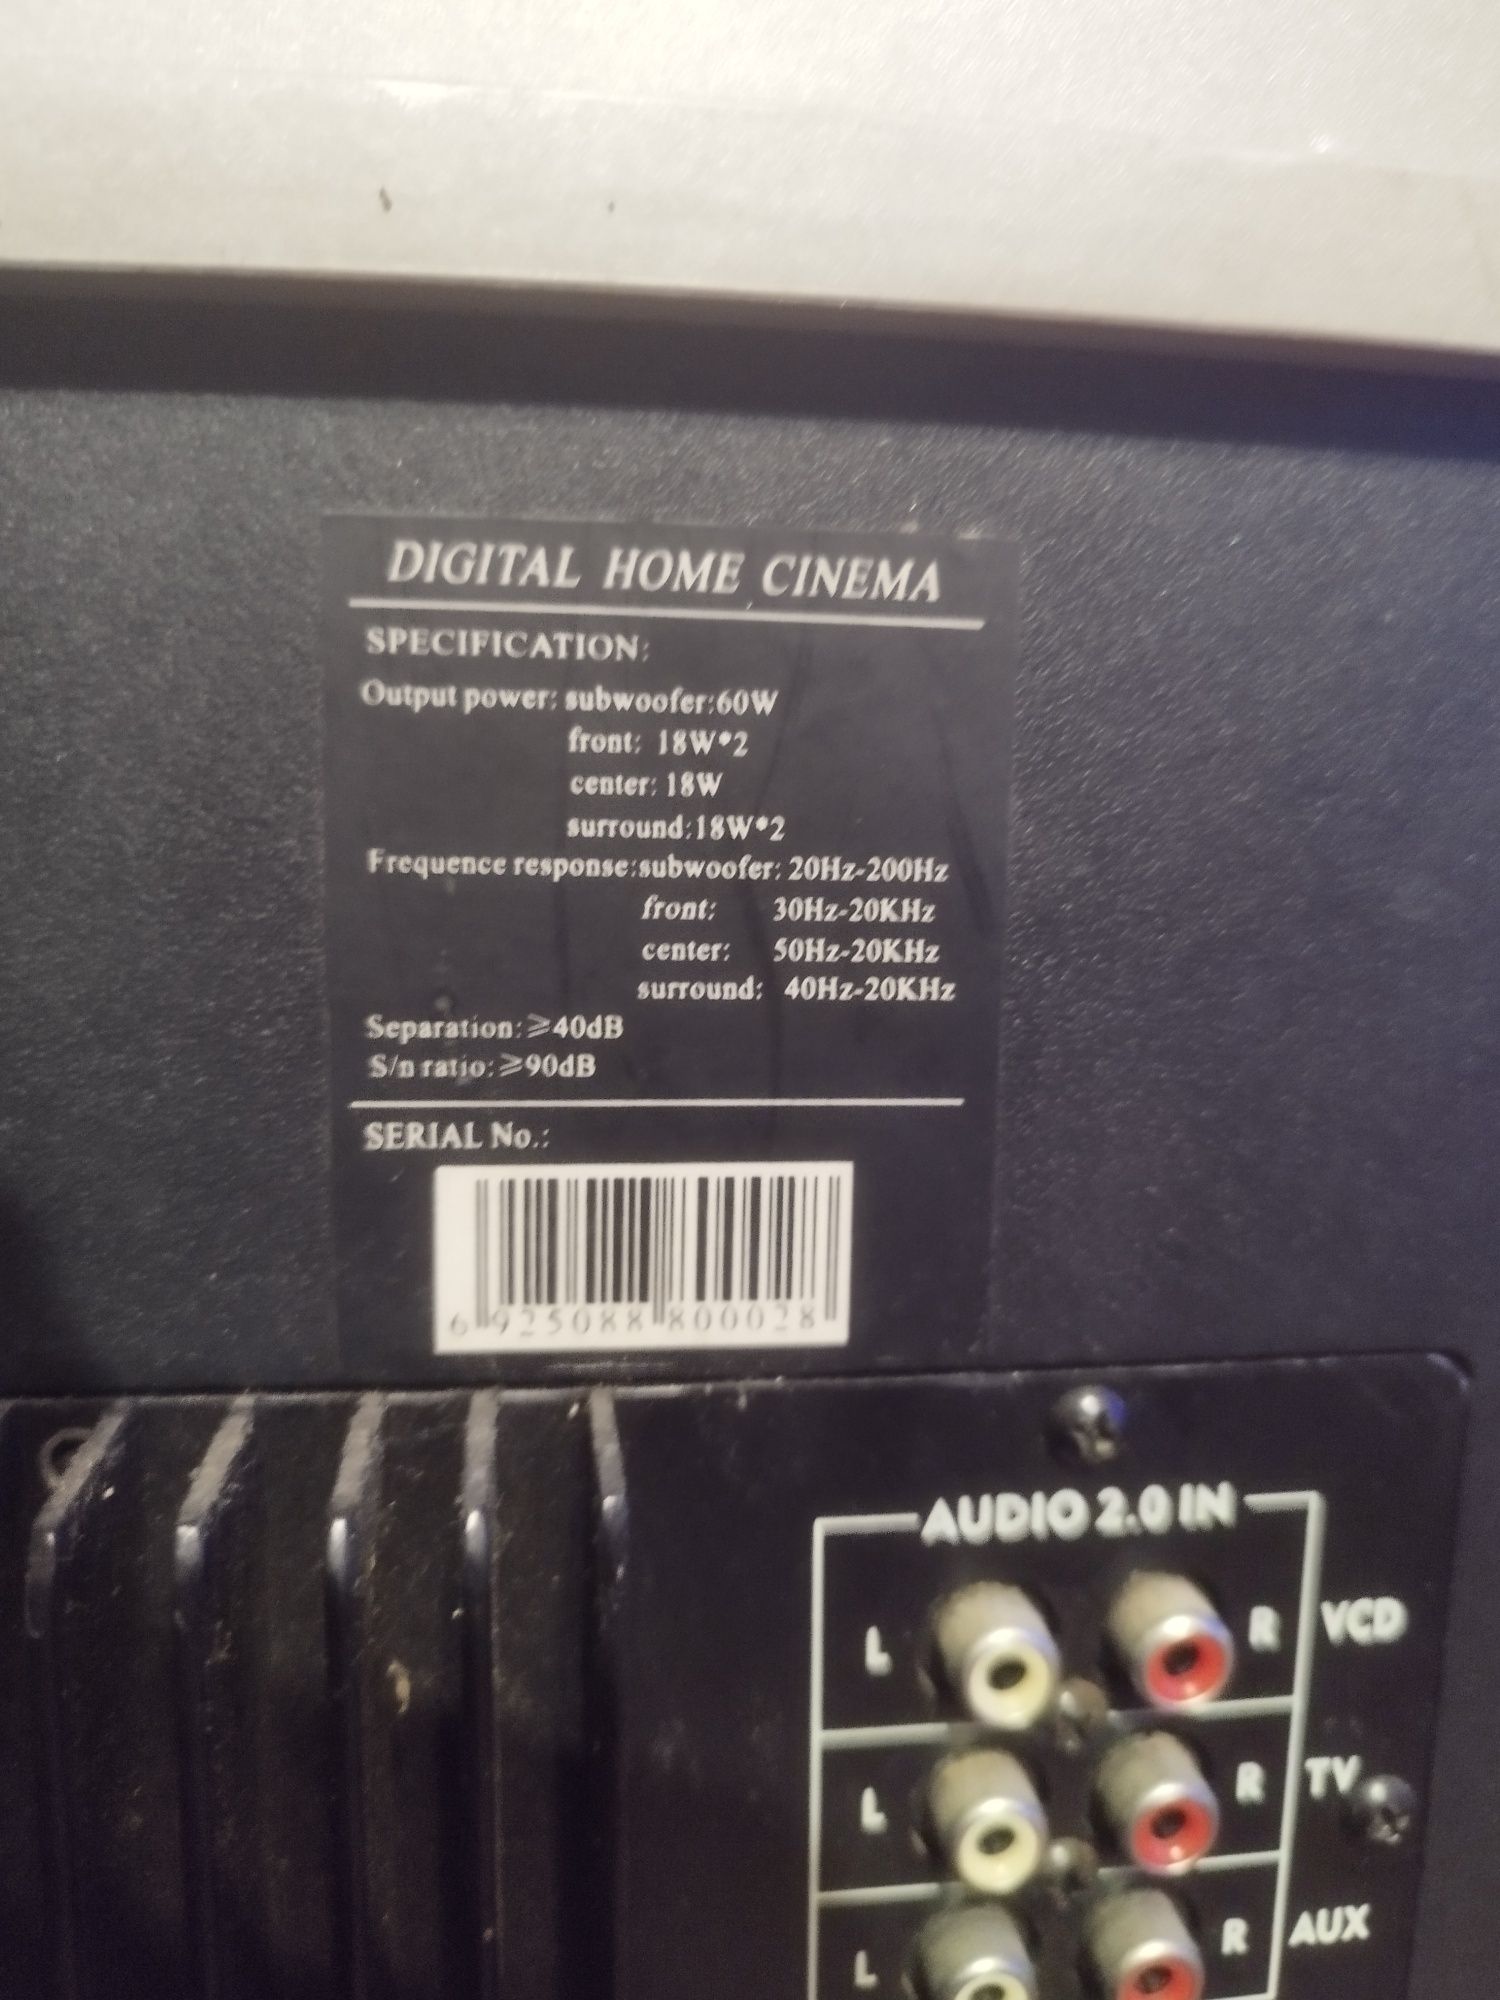 DIGITAL HOME CINEMA
SPECIFICATION:
Output power: subwoofer:60W
front: 18W*2
center: 18W
surround:18W*2
Frequence response:subwoofer: 20Hz-200Hz
front: 30Hz-20KHz
center: 50Hz-20KHz
surround: 40Hz-20KHz
Separation:≥40dB
S/n ratio:≥90dB
SERIAL No.:
6 925088 800028
AUDIO 2.0 IN
L R VCD
L R TV
L R AUX